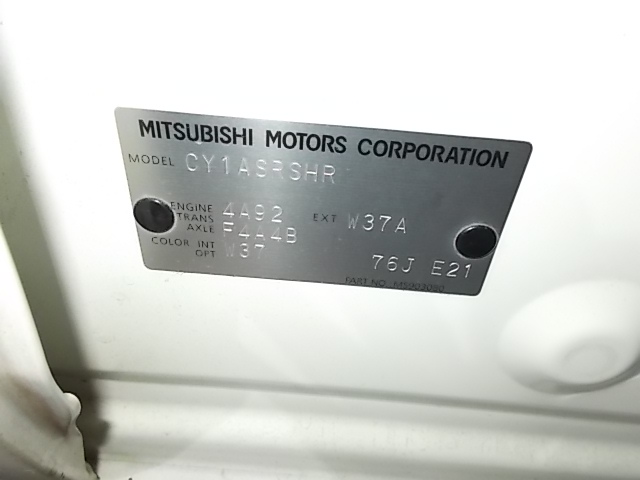 MITSUBISHI MOTORS CORPORATION
MODEL CY1ASRSHR
ENGINE 4A92 EXT W37A
TRANS AXLE F4A4B
COLOR INT OPT W37
76J E21
PART NO.